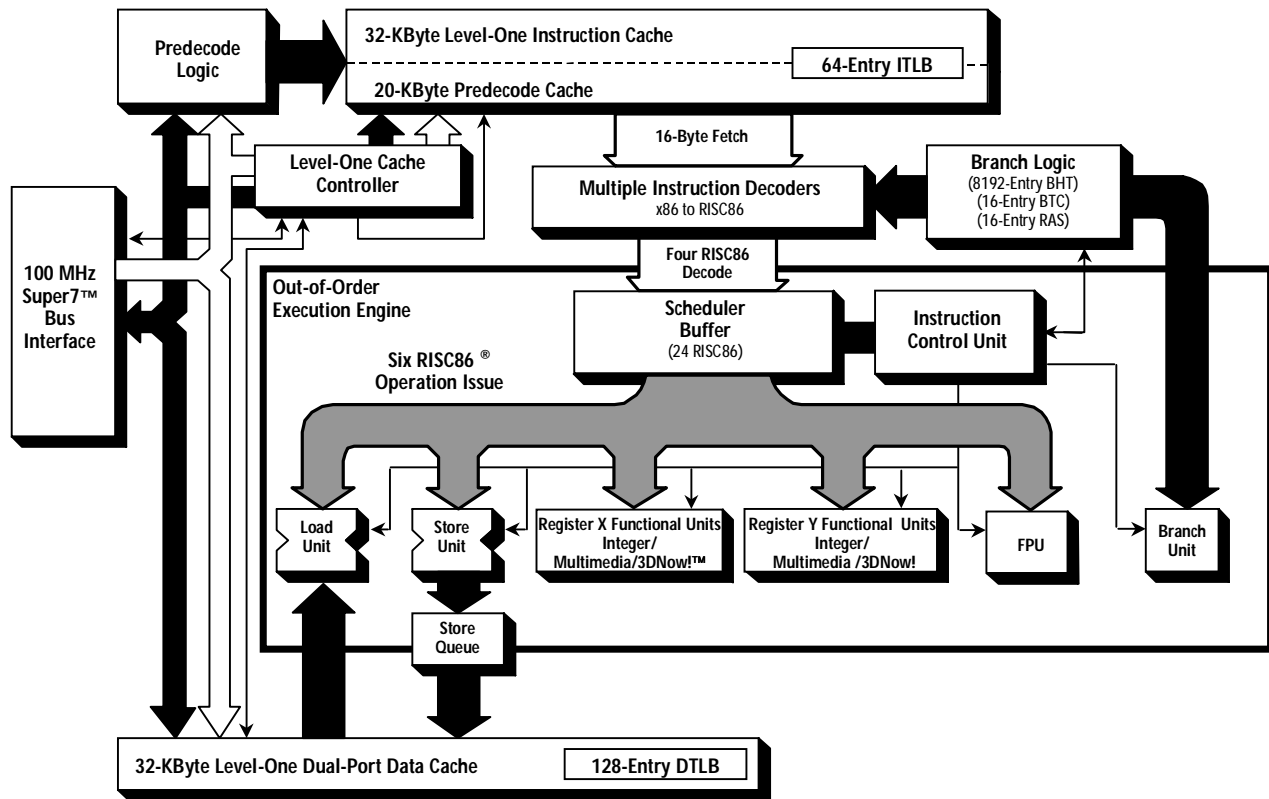 Predecode
Logic
32-KByte Level-One Instruction Cache
64-Entry ITLB
20-KByte Predecode Cache
16-Byte Fetch
Level-One Cache
Controller
Multiple Instruction Decoders
x86 to RISC86
Branch Logic
(8192-Entry BHT)
(16-Entry BTC)
(16-Entry RAS)
100 MHz
Super7™
Bus
Interface
Four RISC86
Decode
Out-of-Order
Execution Engine
Scheduler
Buffer
(24 RISC86)
Instruction
Control Unit
Six RISC86 ®
Operation Issue
Load
Unit
Store
Unit
Register X Functional Units
Integer/
Multimedia/3DNow!™
Register Y Functional Units
Integer/
Multimedia /3DNow!
FPU
Branch
Unit
Store
Queue
32-KByte Level-One Dual-Port Data Cache
128-Entry DTLB